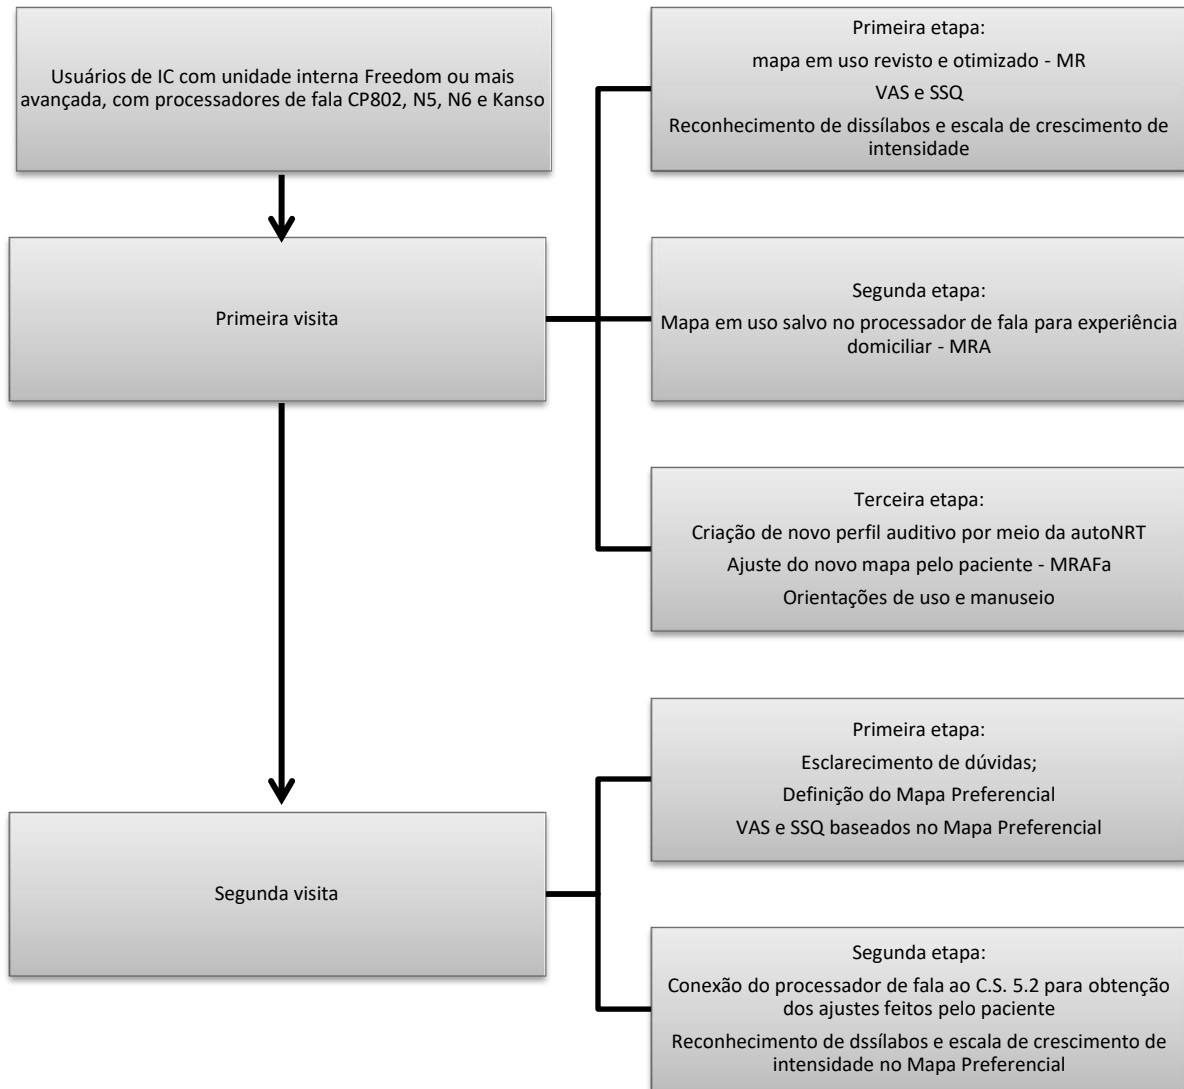 Usuários de IC com unidade interna Freedom ou mais
avançada, com processadores de fala CP802, N5, N6 e Kanso
Primeira visita
Primeira etapa:
mapa em uso revisto e otimizado - MR
VAS e SSQ
Reconhecimento de dissílabos e escala de crescimento de
intensidade
Segunda etapa:
Mapa em uso salvo no processador de fala para experiência
domiciliar - MRA
Terceira etapa:
Criação de novo perfil auditivo por meio da autoNRT
Ajuste do novo mapa pelo paciente - MRAFa
Orientações de uso e manuseio
Segunda visita
Primeira etapa:
Esclarecimento de dúvidas;
Definição do Mapa Preferencial
VAS e SSQ baseados no Mapa Preferencial
Segunda etapa:
Conexão do processador de fala ao C.S. 5.2 para obtenção
dos ajustes feitos pelo paciente
Reconhecimento de dssílabos e escala de crescimento de
intensidade no Mapa Preferencial